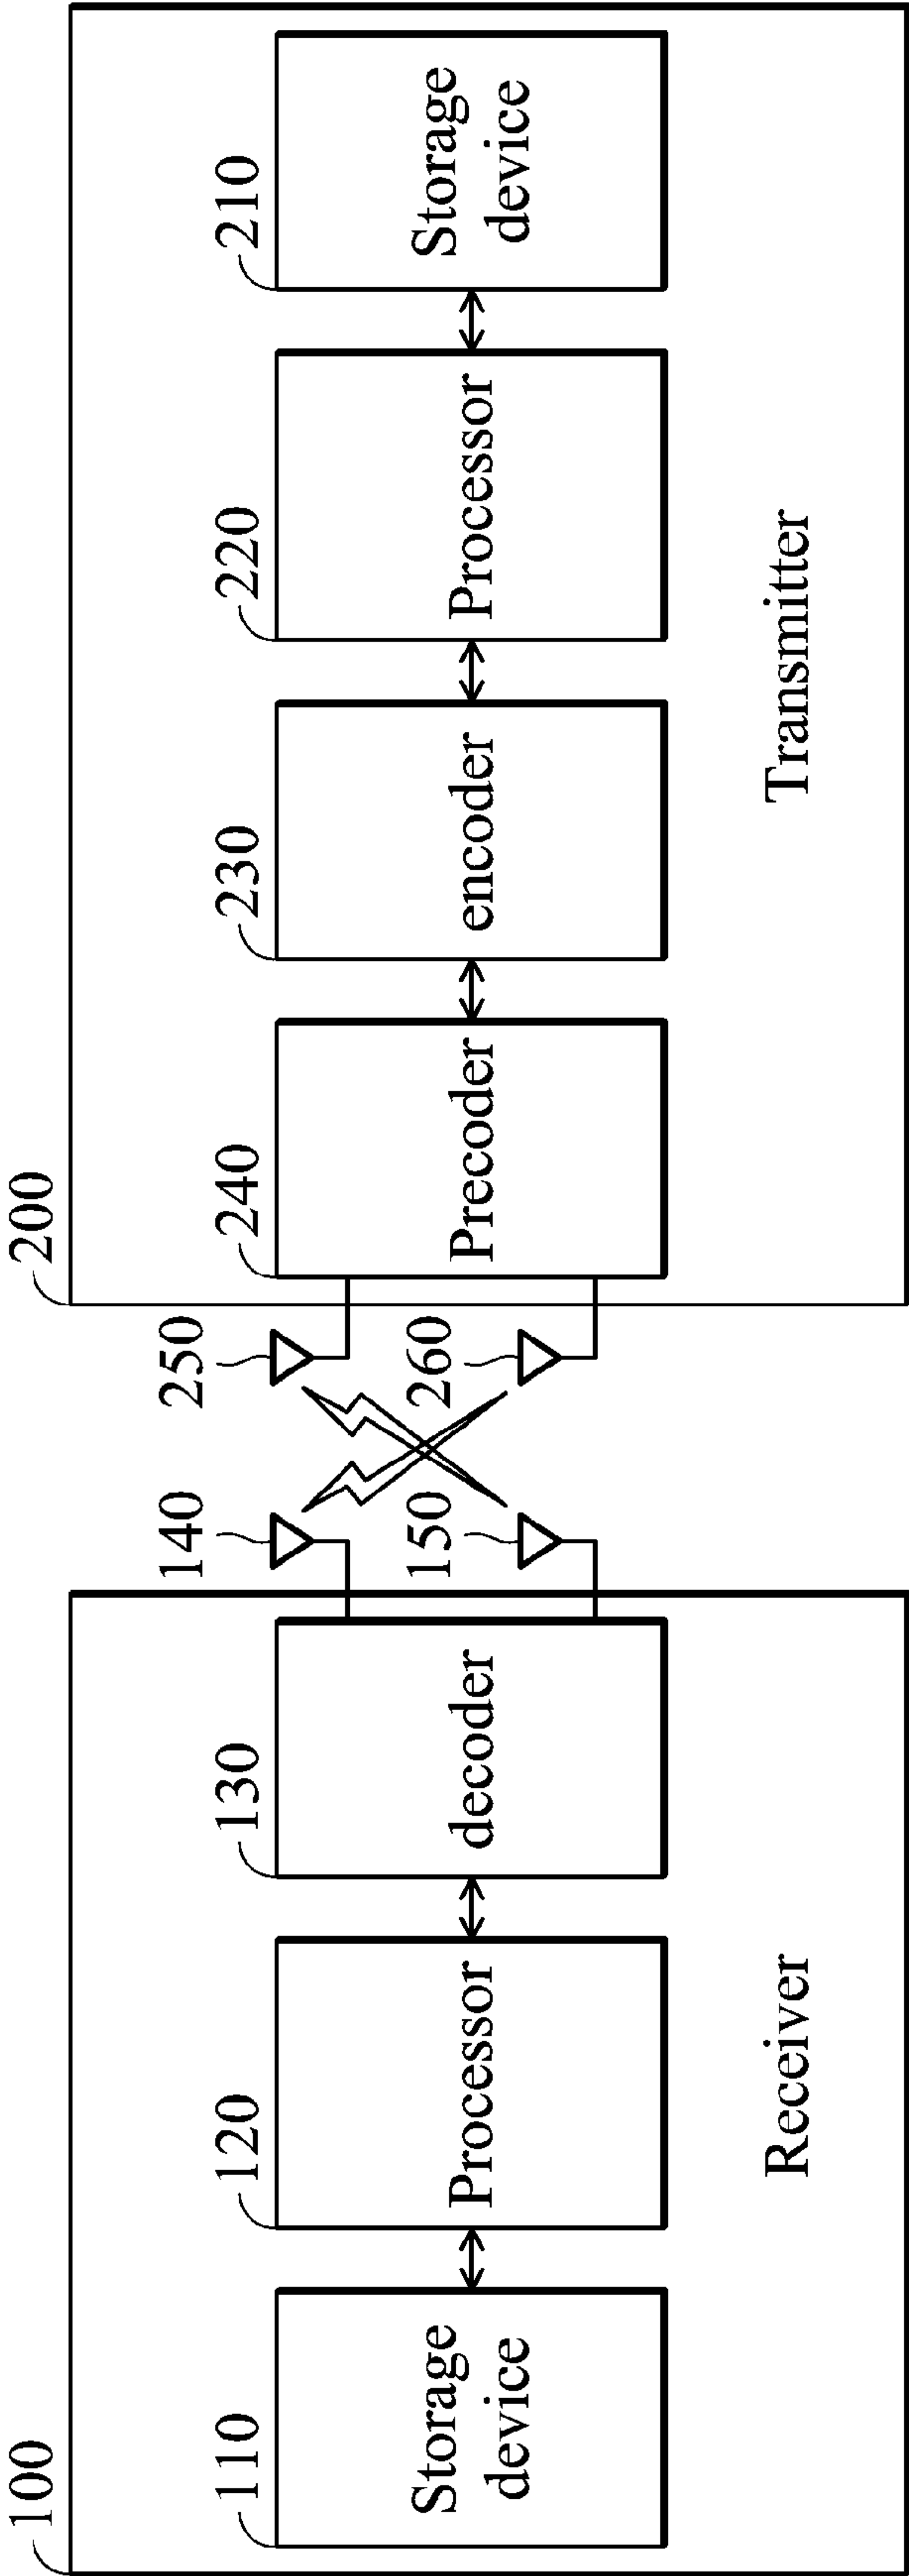 100
200
110
120
130
140
250
240
230
220
210
Storage
device
Processor
decoder
150
260
Precoder
encoder
Processor
Storage
device
Receiver
Transmitter